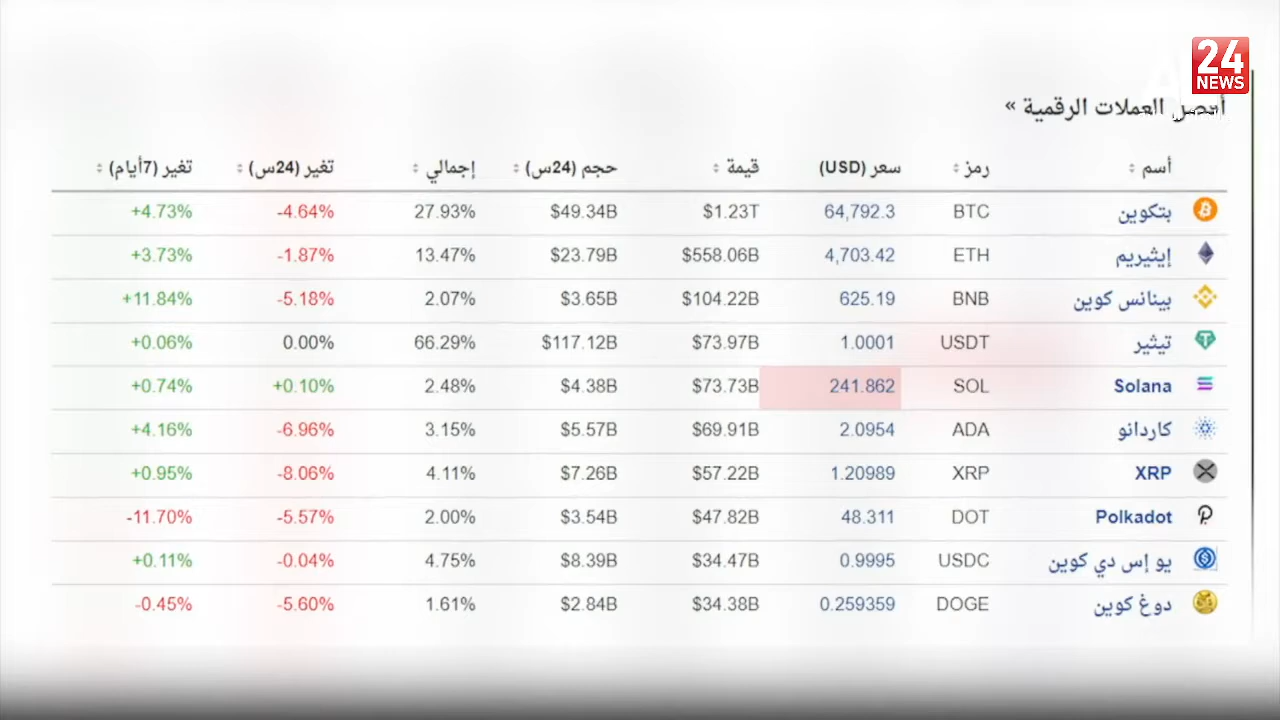 24
NEWS
العملات الرقمية »
أسم رمز سعر (USD) قيمة حجم (24س) إجمالي تغير (24س) تغير (7أيام)
بتكوين BTC 64,792.3 $1.23T $49.34B 27.93% -4.64% +4.73%
إيثيريم ETH 4,703.42 $558.06B $23.79B 13.47% -1.87% +3.73%
بينانس كوين BNB 625.19 $104.22B $3.65B 2.07% -5.18% +11.84%
تيثير USDT 1.0001 $73.97B $117.12B 66.29% 0.00% +0.06%
Solana SOL 241.862 $73.73B $4.38B 2.48% +0.10% +0.74%
كاردانو ADA 2.0954 $69.91B $5.57B 3.15% -6.96% +4.16%
XRP XRP 1.20989 $57.22B $7.26B 4.11% -8.06% +0.95%
Polkadot DOT 48.311 $47.82B $3.54B 2.00% -5.57% -11.70%
يو إس دي كوين USDC 0.9995 $34.47B $8.39B 4.75% -0.04% +0.11%
دوغ كوين DOGE 0.259359 $34.38B $2.84B 1.61% -5.60% -0.45%